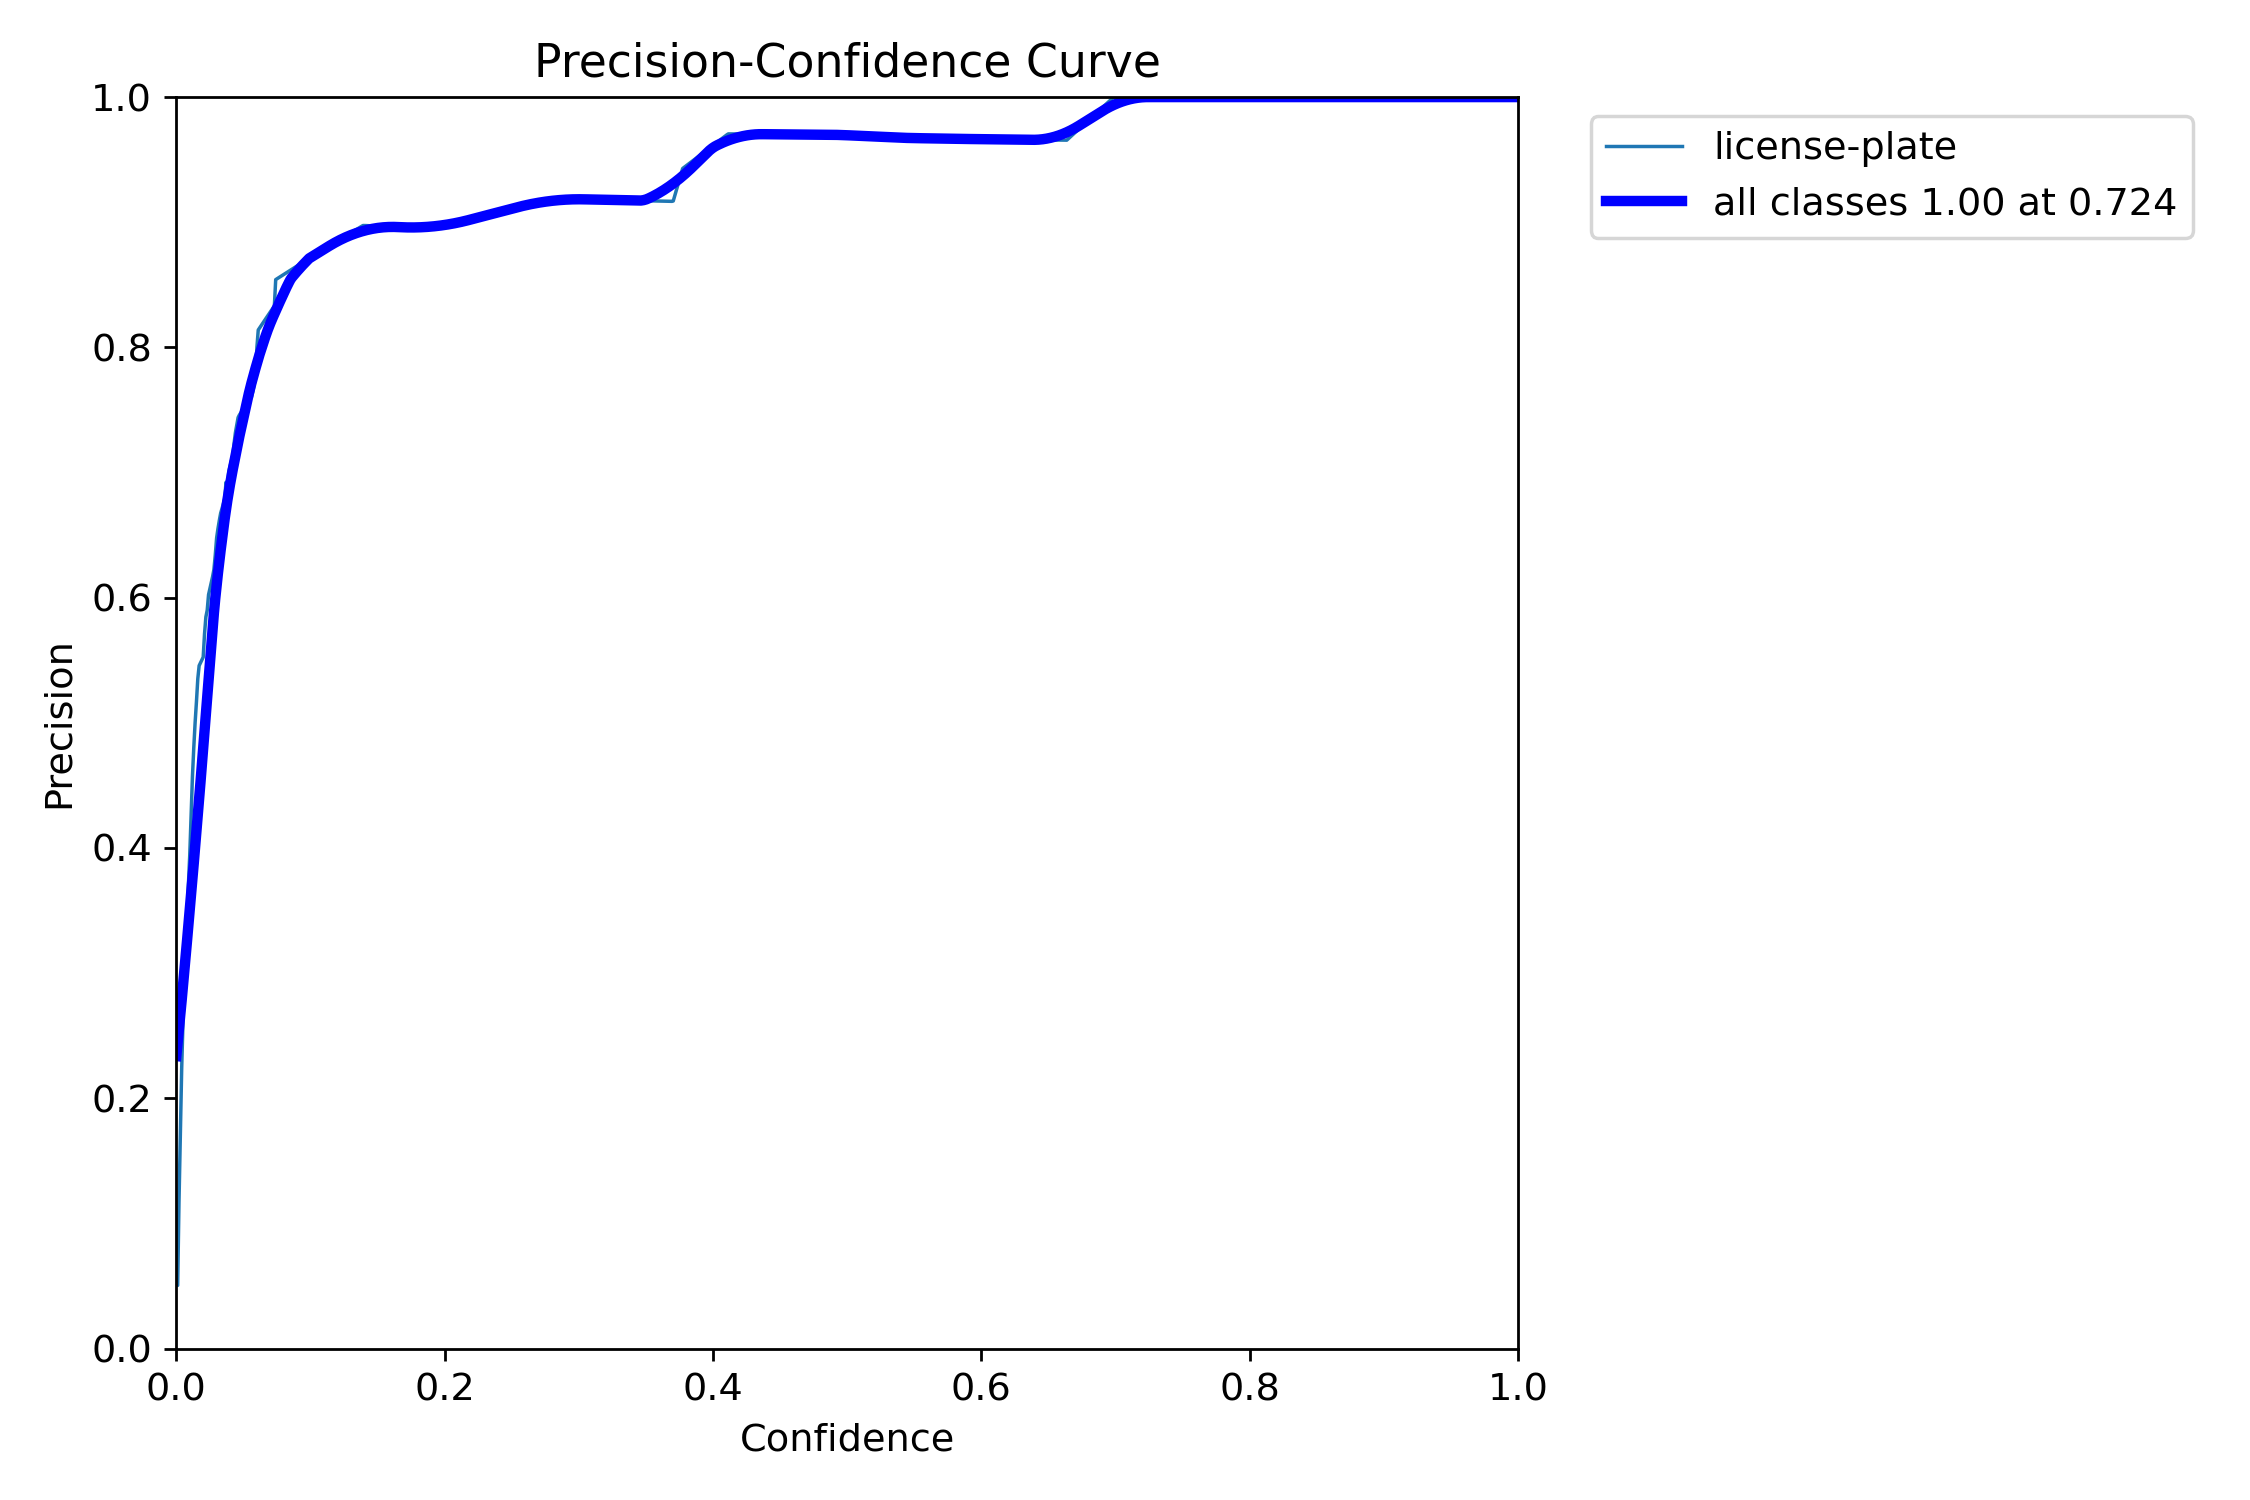 Precision-Confidence Curve
1.0
0.8
0.6
0.4
0.2
0.0
Precision
0.0 0.2 0.4 0.6 0.8 1.0
Confidence
license-plate
all classes 1.00 at 0.724